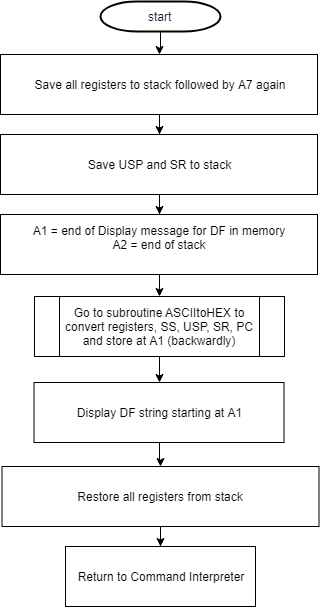 start
Save all registers to stack followed by A7 again
Save USP and SR to stack
A1 = end of Display message for DF in memory
A2 = end of stack
Go to subroutine ASCIItoHEX to
convert registers, SS, USP, SR, PC
and store at A1 (backwardly)
Display DF string starting at A1
Restore all registers from stack
Return to Command Interpreter